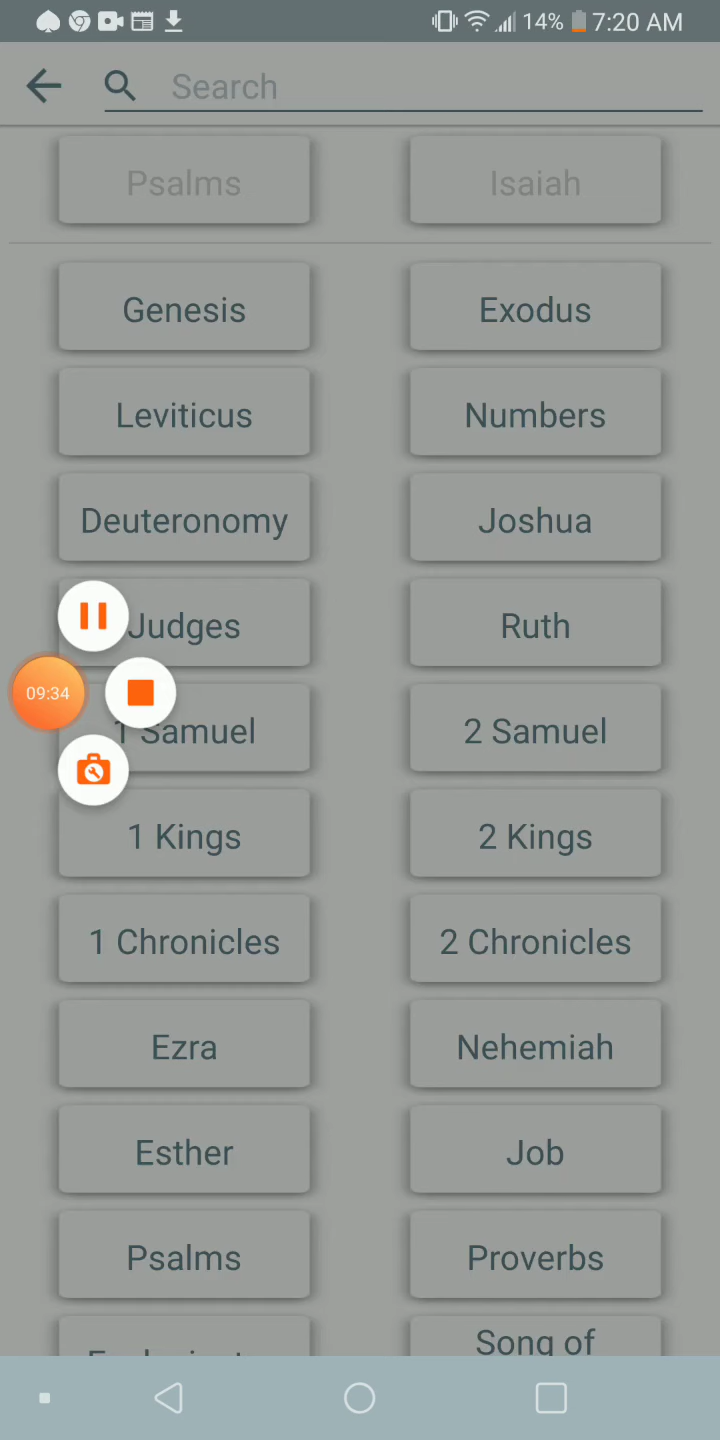 14% 7:20 AM
Search
Psalms Isaiah
Genesis Exodus
Leviticus Numbers
Deuteronomy Joshua
Judges Ruth
09:34
1 Samuel 2 Samuel
1 Kings 2 Kings
1 Chronicles 2 Chronicles
Ezra Nehemiah
Esther Job
Psalms Proverbs
Song of